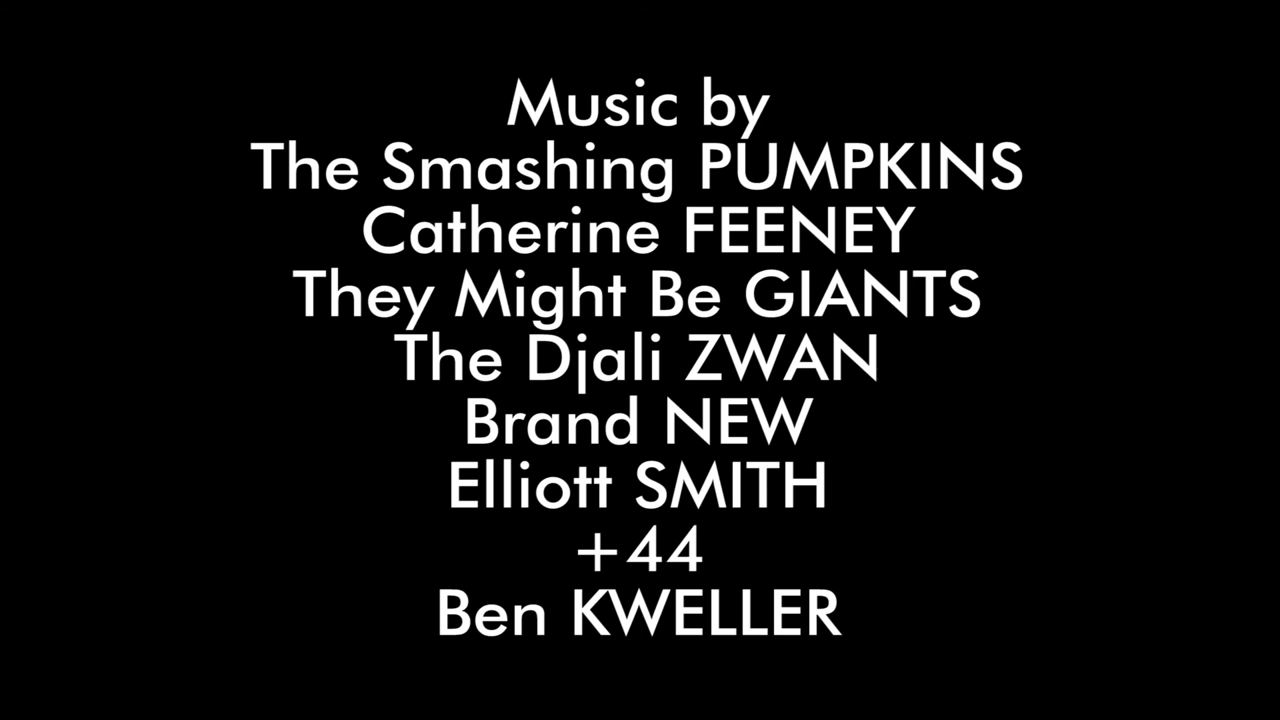 Music by
The Smashing PUMPKINS
Catherine FEENEY
They Might Be GIANTS
The Djali ZWAN
Brand NEW
Elliott SMITH
+44
Ben KWELLER